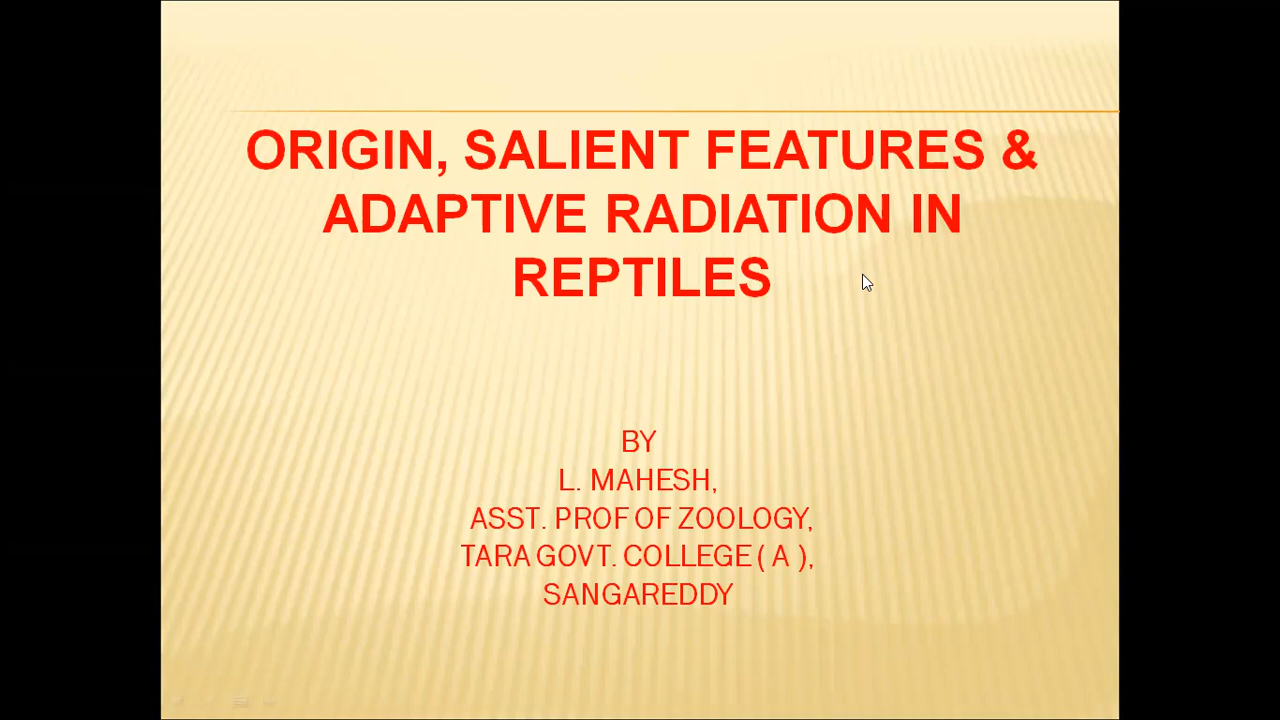 ORIGIN, SALIENT FEATURES &
ADAPTIVE RADIATION IN
REPTILES
BY
L. MAHESH,
ASST. PROF OF ZOOLOGY,
TARA GOVT. COLLEGE ( A ),
SANGAREDDY